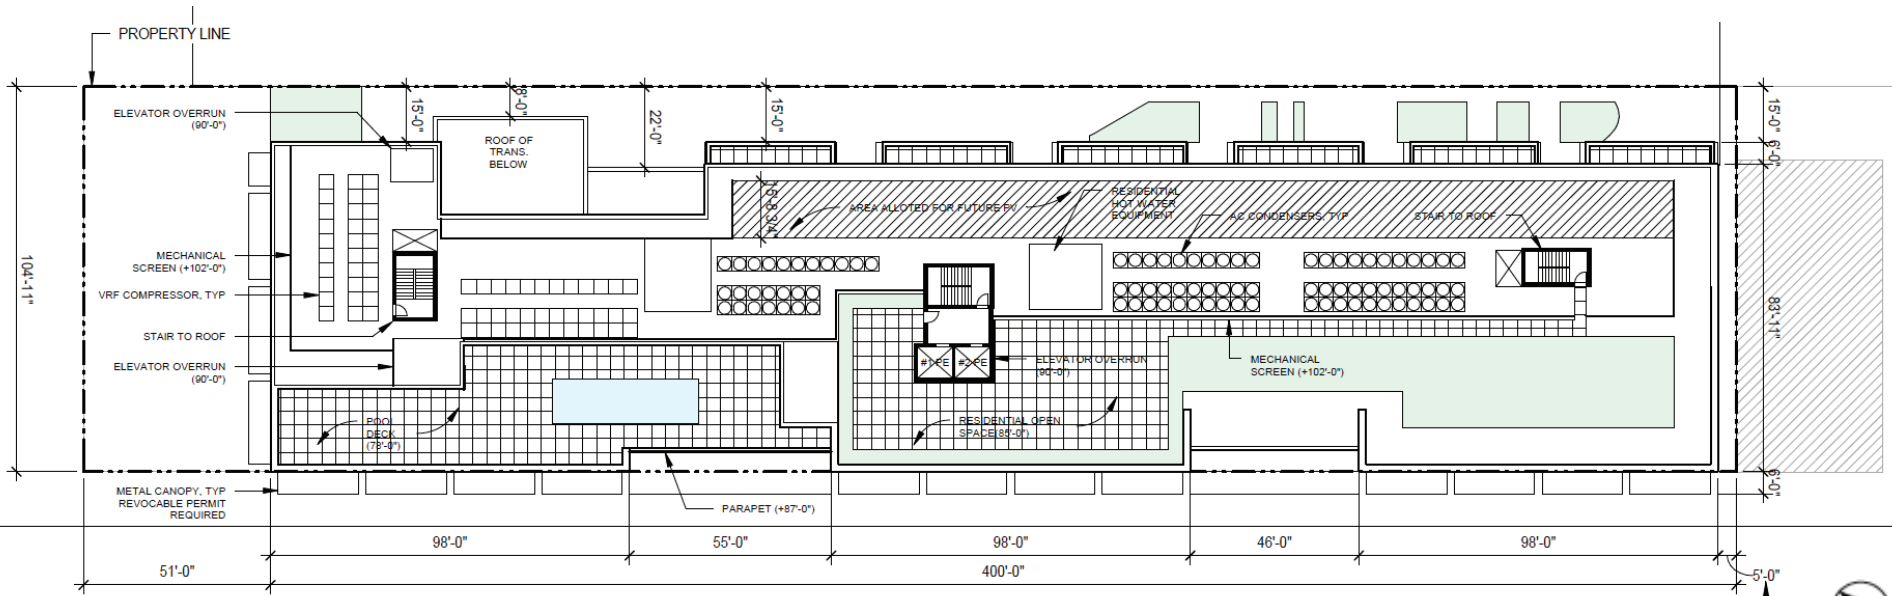 PROPERTY LINE
ELEVATOR OVERRUN
(90'-0")
15'-0"
8'-0"
22'-0"
15'-0"
15'-0"
6'-0"
ROOF OF
TRANS.
BELOW
15'-8 3/4"
AREA ALLOTED FOR FUTURE PV
RESIDENTIAL
HOT WATER
EQUIPMENT
AC CONDENSERS, TYP
STAIR TO ROOF
104'-11"
MECHANICAL
SCREEN (+102'-0")
VRF COMPRESSOR, TYP
STAIR TO ROOF
ELEVATOR OVERRUN
(90'-0")
83'-11"
#1 PE
#2 PE
ELEVATOR OVERRUN
(90'-0")
MECHANICAL
SCREEN (+102'-0")
POOL
DECK
(78'-0")
RESIDENTIAL OPEN
SPACE(85'-0")
METAL CANOPY, TYP
REVOCABLE PERMIT
REQUIRED
PARAPET (+87'-0")
6'-0"
98'-0"
55'-0"
98'-0"
46'-0"
98'-0"
51'-0"
400'-0"
5'-0"